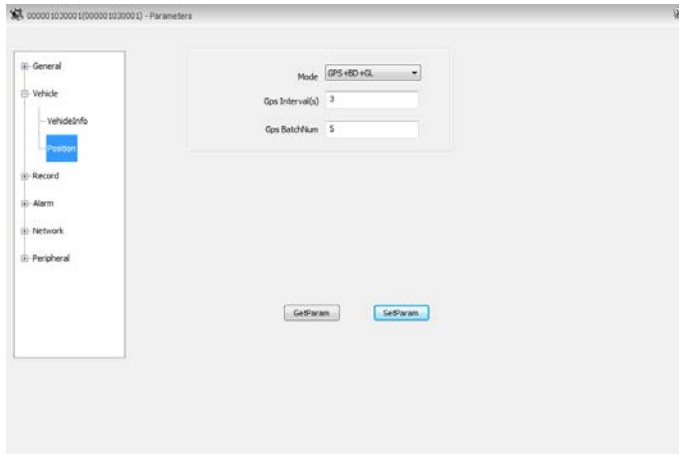 000001030001(000001030001) - Parameters
General
Vehicle
VehicleInfo
Position
Record
Alarm
Network
Peripheral
Mode GPS+BD+GL
Gps Interval(s) 3
Gps BatchNum 5
GetParam SetParam